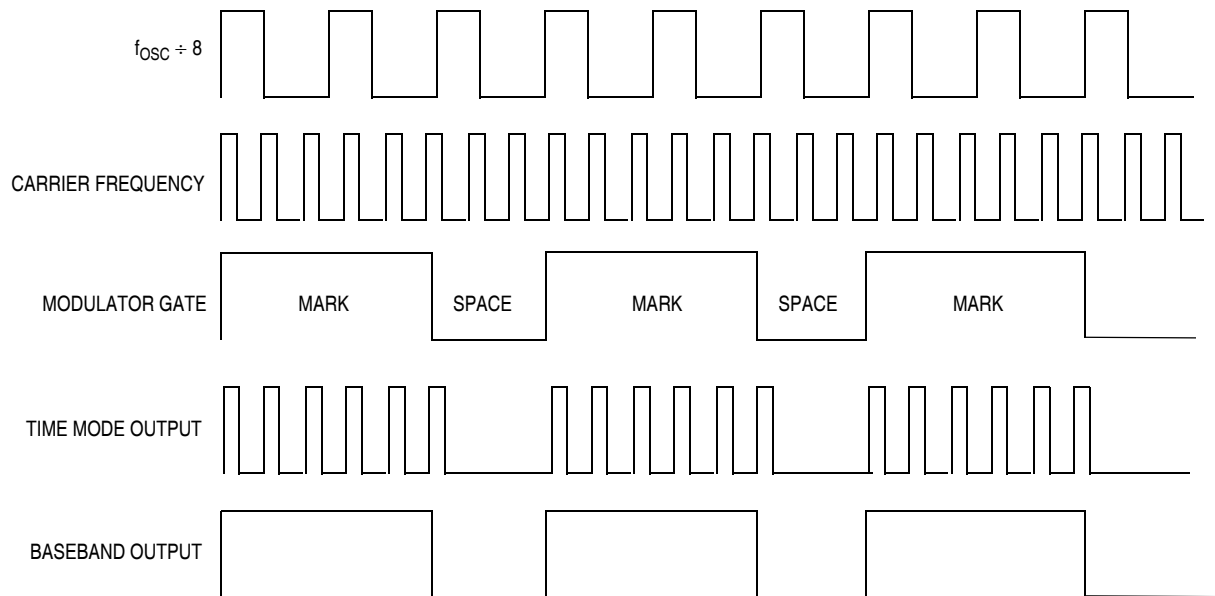 fOSC ÷ 8
CARRIER FREQUENCY
MODULATOR GATE MARK SPACE MARK SPACE MARK
TIME MODE OUTPUT
BASEBAND OUTPUT